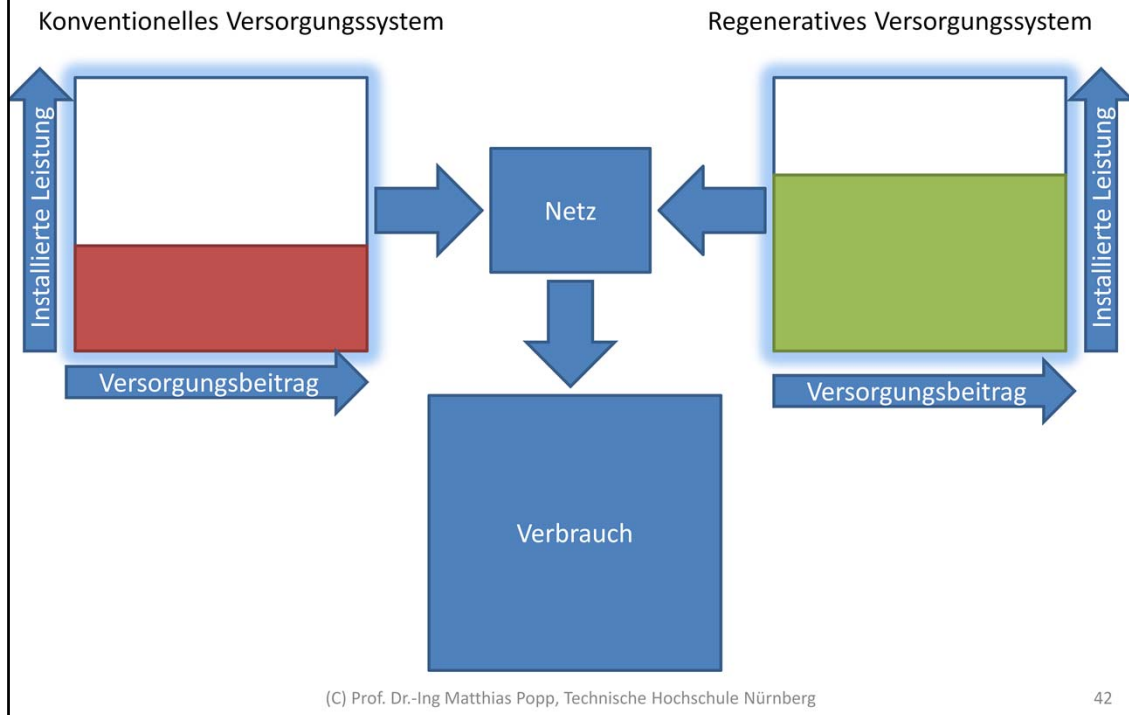 Konventionelles Versorgungssystem
Regeneratives Versorgungssystem
Installierte Leistung
Versorgungsbeitrag
Netz
Installierte Leistung
Versorgungsbeitrag
Verbrauch
(C) Prof. Dr.-Ing Matthias Popp, Technische Hochschule Nürnberg
42